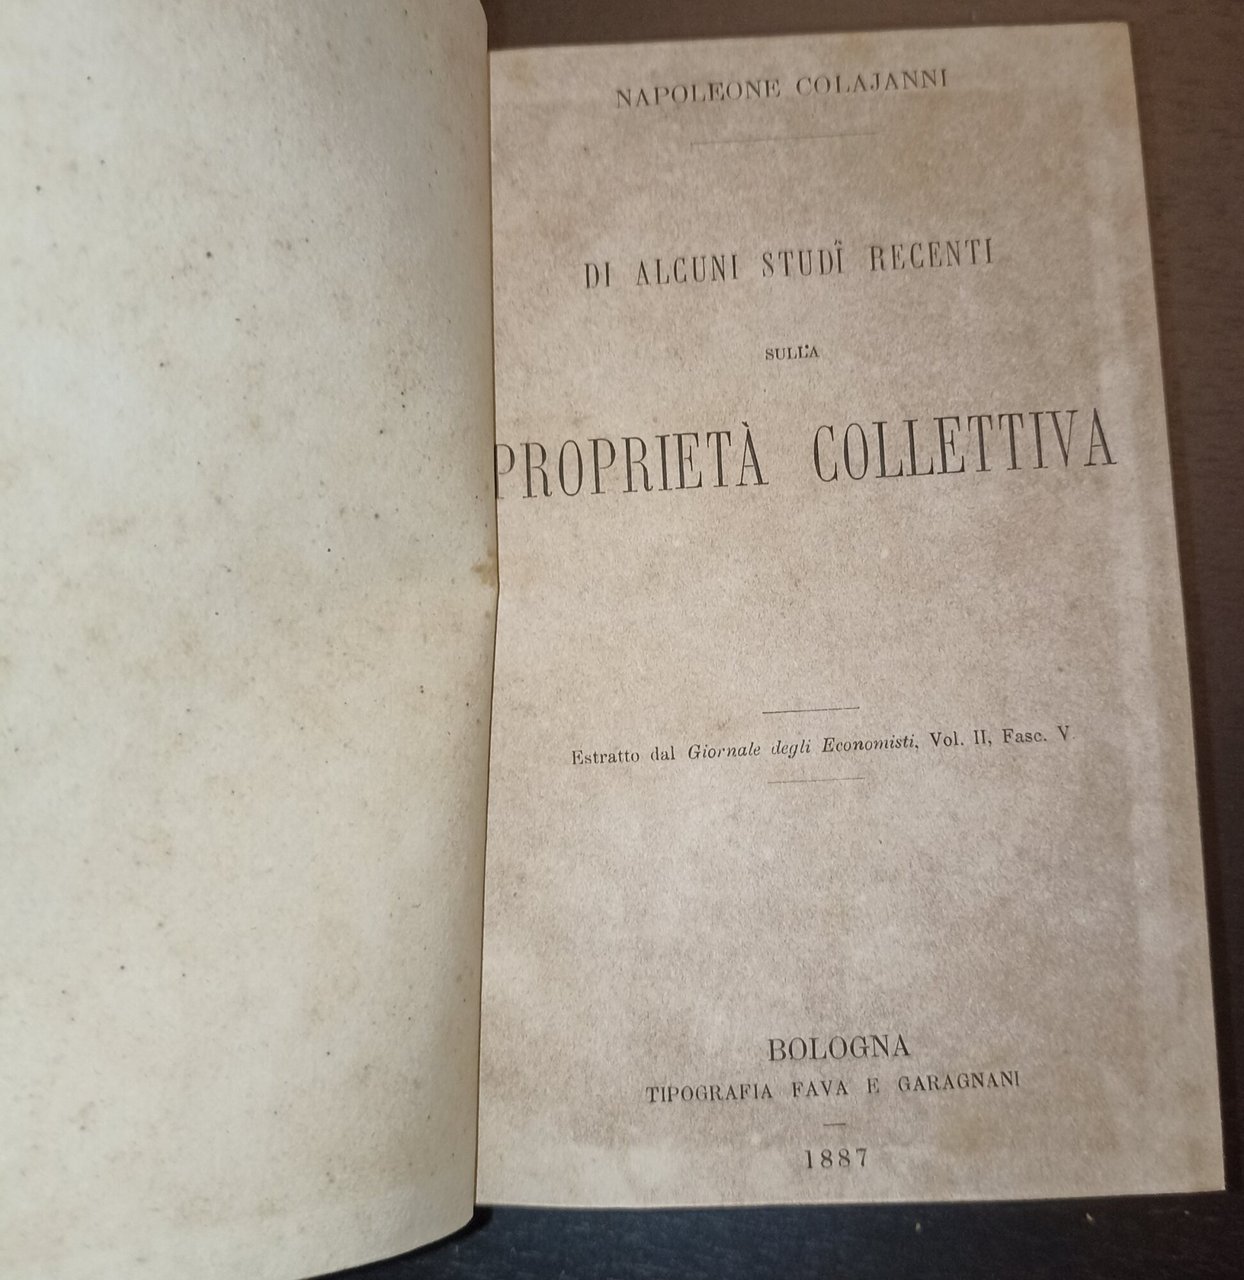 NAPOLEONE COLAJANNI
DI ALCUNI STUDÎ RECENTI
SULLA
PROPRIETÀ COLLETTIVA
Estratto dal Giornale degli Economisti, Vol. II, Fasc. V.
BOLOGNA
TIPOGRAFIA FAVA E GARAGNANI
1887